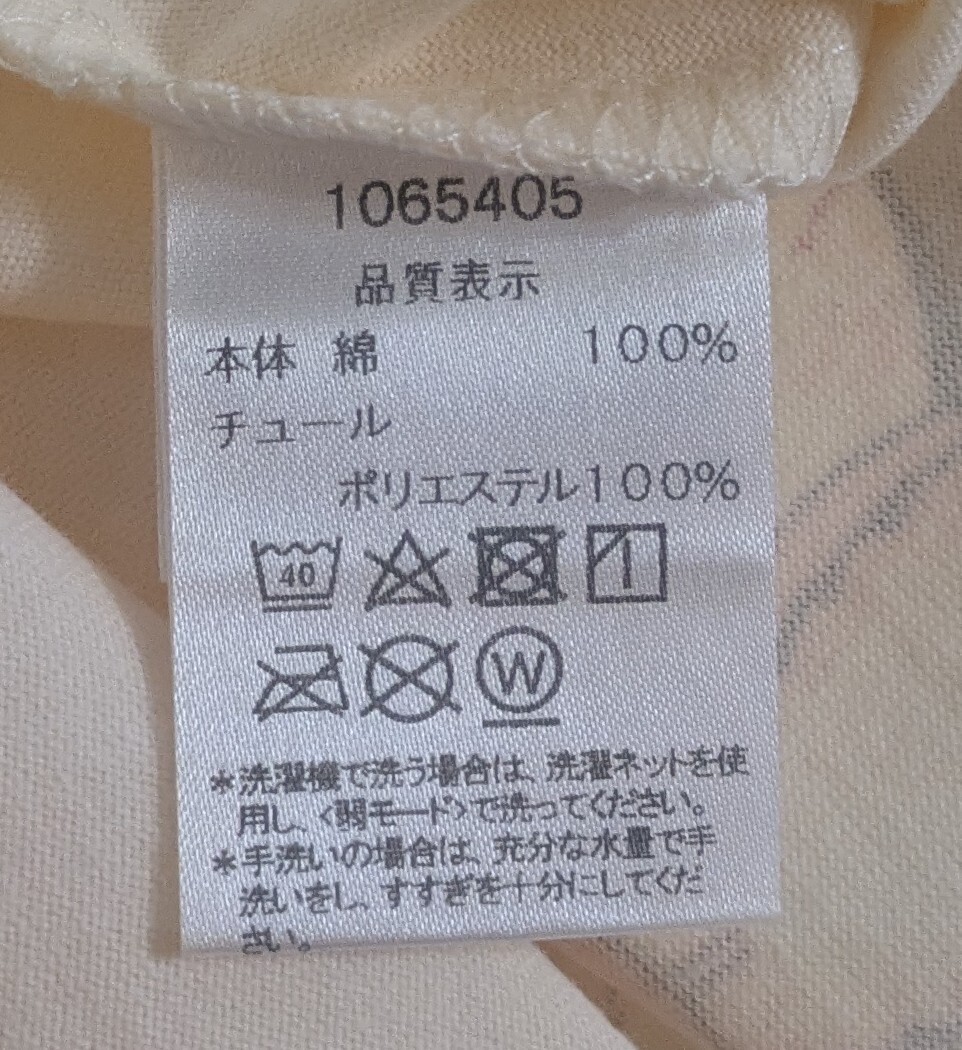 1065405
品質表示
本体 綿 100%
チュール
ポリエステル100%
40
W
*洗濯機で洗う場合は、洗濯ネットを使
用し、〈弱モード〉で洗ってください。
*手洗いの場合は、充分な水量で手
洗いをし、すすぎを十分にしてくだ
さい。